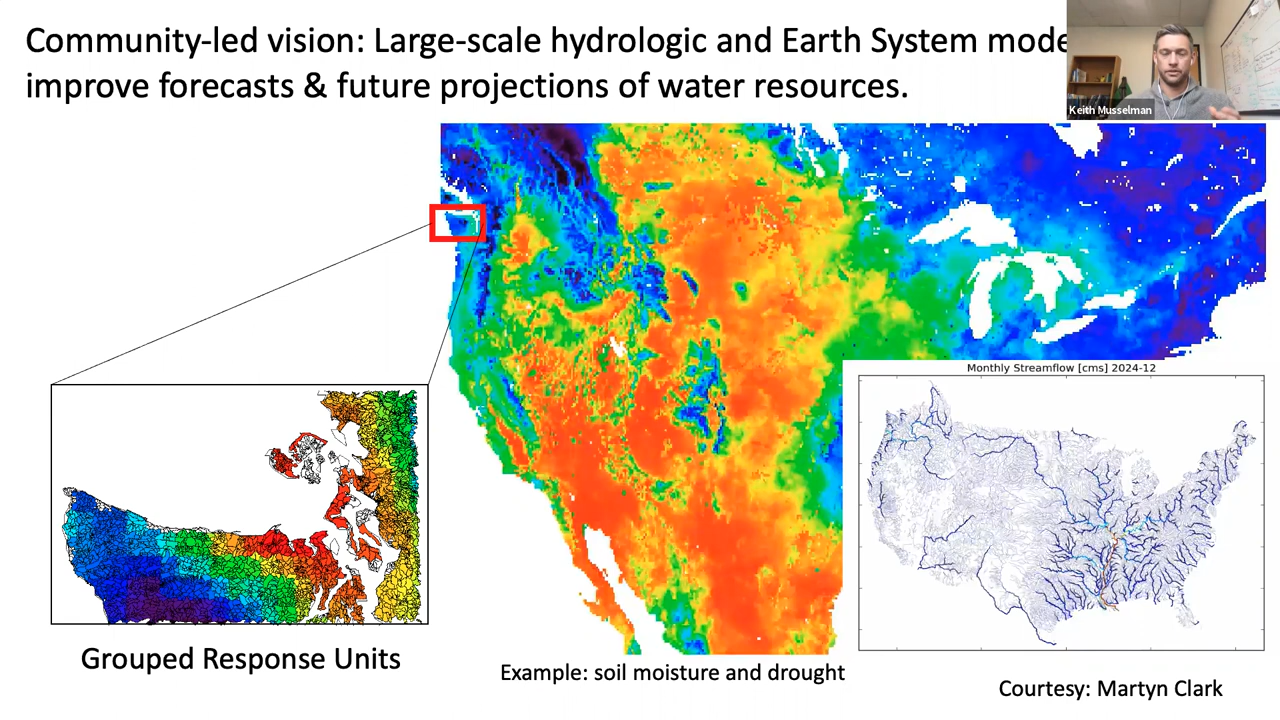 Community-led vision: Large-scale hydrologic and Earth System
improve forecasts & future projections of water resources.
Keith Musselman
Monthly Streamflow [cms] 2024-12
Grouped Response Units
Example: soil moisture and drought
Courtesy: Martyn Clark